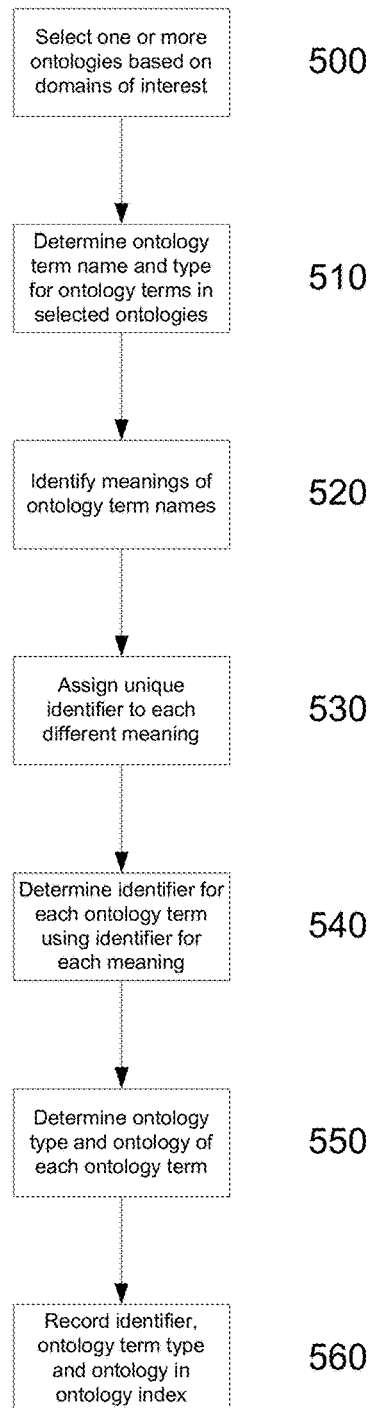 Select one or more
ontologies based on
domains of interest
500
Determine ontology
term name and type
for ontology terms in
selected ontologies
510
Identify meanings of
ontology term names
520
Assign unique
identifier to each
different meaning
530
Determine identifier for
each ontology term
using identifier for
each meaning
540
Determine ontology
type and ontology of
each ontology term
550
Record identifier,
ontology term type
and ontology in
ontology index
560